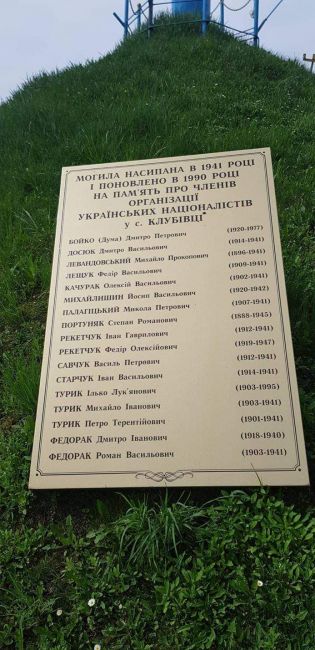 МОГИЛА НАСИПАНА В 1941 РОЦІ
І ПОНОВЛЕНО В 1990 РОЦІ
НА ПАМ'ЯТЬ ПРО ЧЛЕНІВ
ОРГАНІЗАЦІЇ
УКРАЇНСЬКИХ НАЦІОНАЛІСТІВ
у с. КЛУБІВЦІ
БОЙКО (Дума) Дмитро Петрович (1920-1977)
ДОСЮК Дмитро Васильович (1914-1941)
ЛЕВАНДОВСЬКИЙ Михайло Прокопович (1896-1941)
ЛЕЩУК Федір Васильович (1909-1941)
КАЧУРАК Олексій Васильович (1902-1941)
МИХАЙЛИШИН Йосип Васильович (1920-1942)
ПАЛАГІЦЬКИЙ Микола Петрович (1907-1941)
ПОРТУНЯК Степан Романович (1888-1945)
РЕКЕТЧУК Іван Гаврилович (1912-1941)
РЕКЕТЧУК Федір Олексійович (1919-1947)
САВЧУК Василь Петрович (1912-1941)
СТАРЧУК Іван Васильович (1914-1941)
ТУРИК Ілько Лук'янович (1903-1995)
ТУРИК Михайло Іванович (1903-1941)
ТУРИК Петро Терентійович (1901-1941)
ФЕДОРАК Дмитро Іванович (1918-1940)
ФЕДОРАК Роман Васильович (1903-1941)